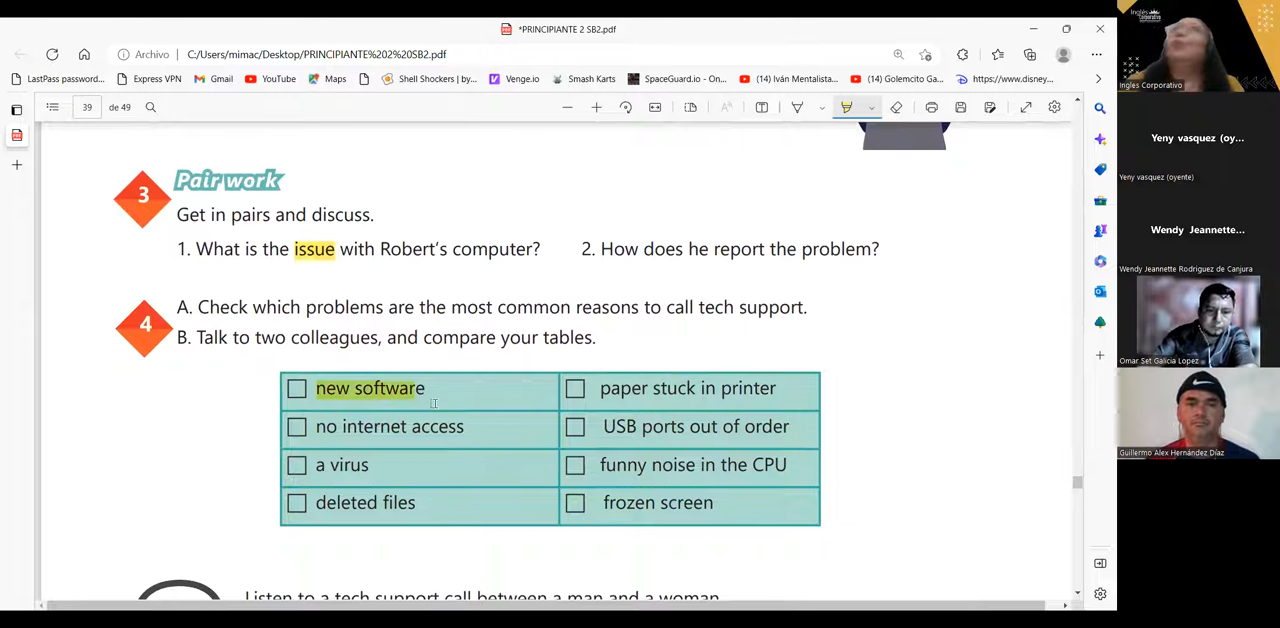 *PRINCIPIANTE 2 SB2.pdf
Archivo
C:/Users/mimac/Desktop/PRINCIPIANTE%202%20SB2.pdf
LastPass password...
Express VPN
Gmail
YouTube
Maps
Shell Shockers | by...
Venge.io
Smash Karts
SpaceGuard.io - On...
(14) Iván Mentalista...
(14) Golemcito Ga...
https://www.disney...
39
de 49
3
Pair work
Get in pairs and discuss.
1. What is the issue with Robert's computer?
2. How does he report the problem?
4
A. Check which problems are the most common reasons to call tech support.
B. Talk to two colleagues, and compare your tables.
new software
paper stuck in printer
no internet access
USB ports out of order
a virus
funny noise in the CPU
deleted files
frozen screen
Listen to a tech support call between a man and a woman
Inglés
Corporativo
Ingles Corporativo
Yeny vasquez (oy...
Yeny vasquez (oyente)
Wendy Jeannette...
Wendy Jeannette Rodriguez de Canjura
Omar Set Galicia Lopez
Guillermo Alex Hernández Díaz